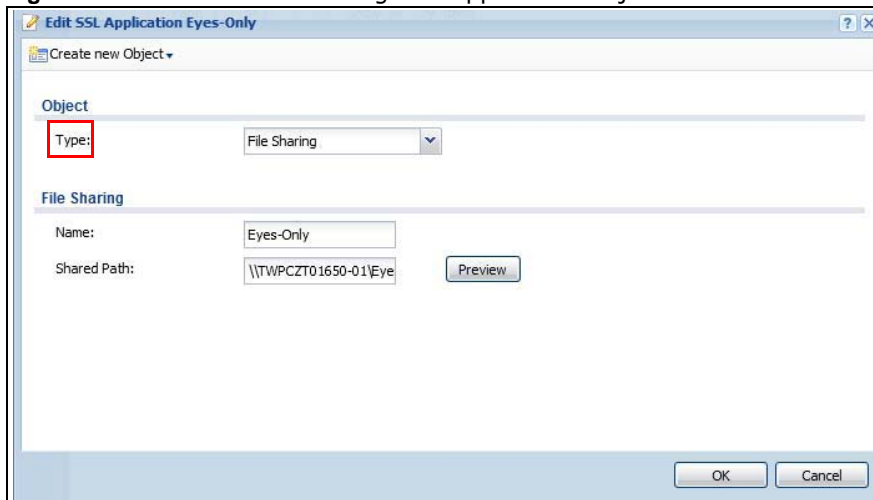 Edit SSL Application Eyes-Only
Create new Object
Object
Type: File Sharing
File Sharing
Name: Eyes-Only
Shared Path: \\TWPCZT01650-01\Eye Preview
OK Cancel